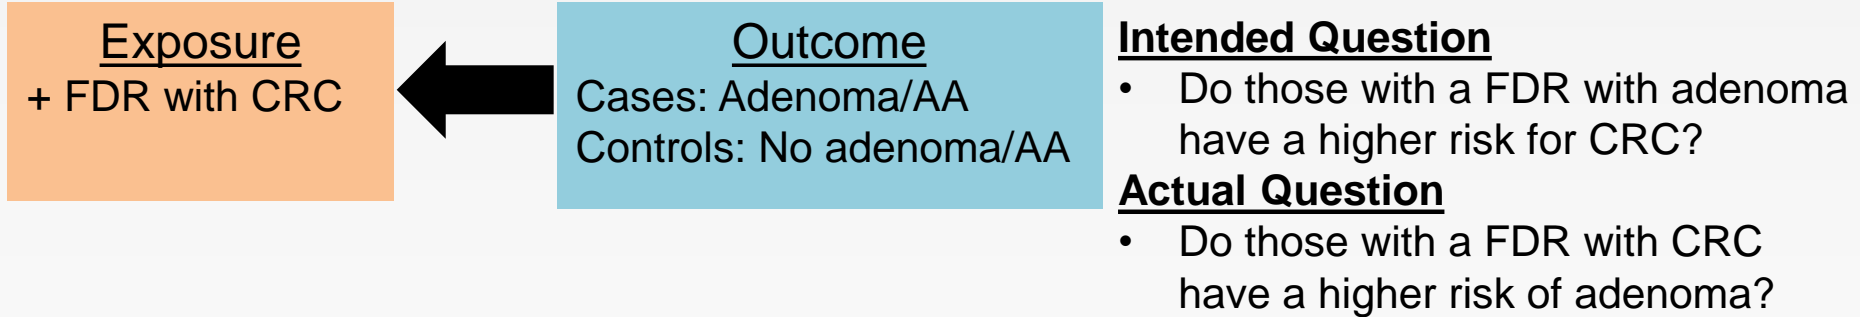 Exposure
+ FDR with CRC
Outcome
Cases: Adenoma/AA
Controls: No adenoma/AA
Intended Question
• Do those with a FDR with adenoma
have a higher risk for CRC?
Actual Question
• Do those with a FDR with CRC
have a higher risk of adenoma?